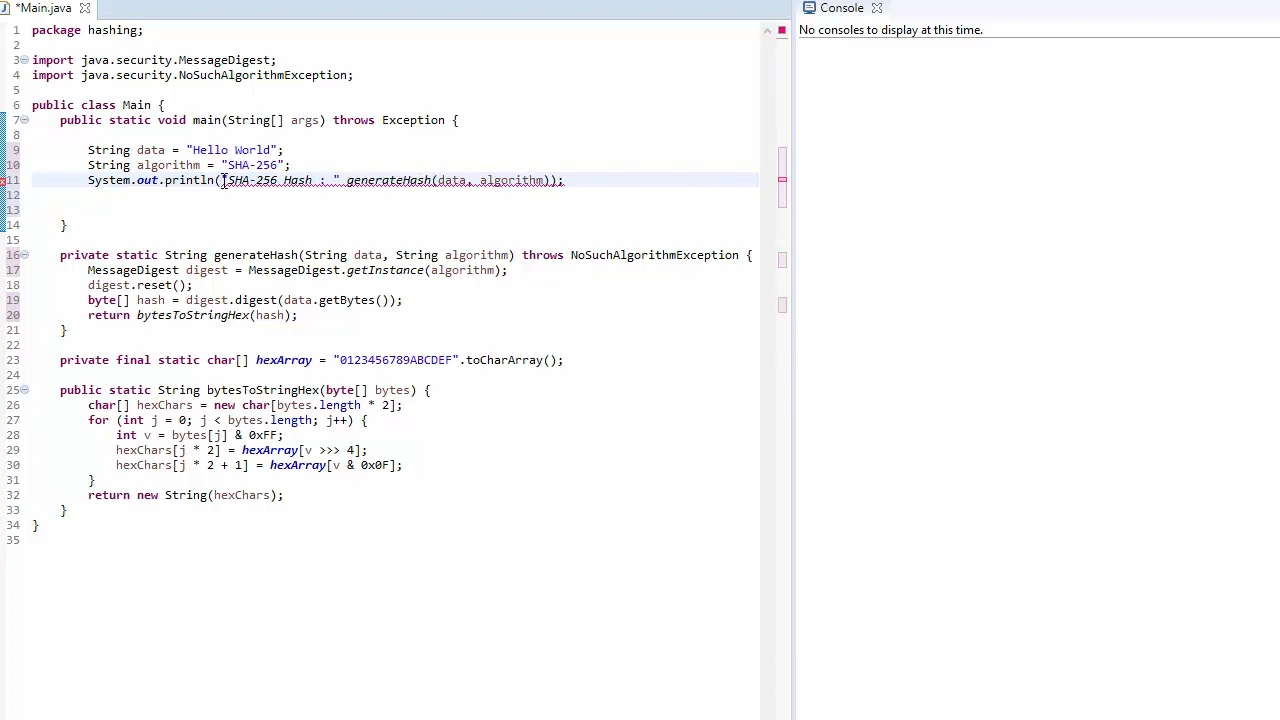 *Main.java
Console
No consoles to display at this time.
1 package hashing;
2
3 import java.security.MessageDigest;
4 import java.security.NoSuchAlgorithmException;
5
6 public class Main {
7 public static void main(String[] args) throws Exception {
8
9 String data = "Hello World";
10 String algorithm = "SHA-256";
11 System.out.println("SHA-256 Hash : " generateHash(data, algorithm));
12
13
14 }
15
16 private static String generateHash(String data, String algorithm) throws NoSuchAlgorithmException {
17 MessageDigest digest = MessageDigest.getInstance(algorithm);
18 digest.reset();
19 byte[] hash = digest.digest(data.getBytes());
20 return bytesToStringHex(hash);
21 }
22
23 private final static char[] hexArray = "0123456789ABCDEF".toCharArray();
24
25 public static String bytesToStringHex(byte[] bytes) {
26 char[] hexChars = new char[bytes.length * 2];
27 for (int j = 0; j < bytes.length; j++) {
28 int v = bytes[j] & 0xFF;
29 hexChars[j * 2] = hexArray[v >>> 4];
30 hexChars[j * 2 + 1] = hexArray[v & 0x0F];
31 }
32 return new String(hexChars);
33 }
34 }
35